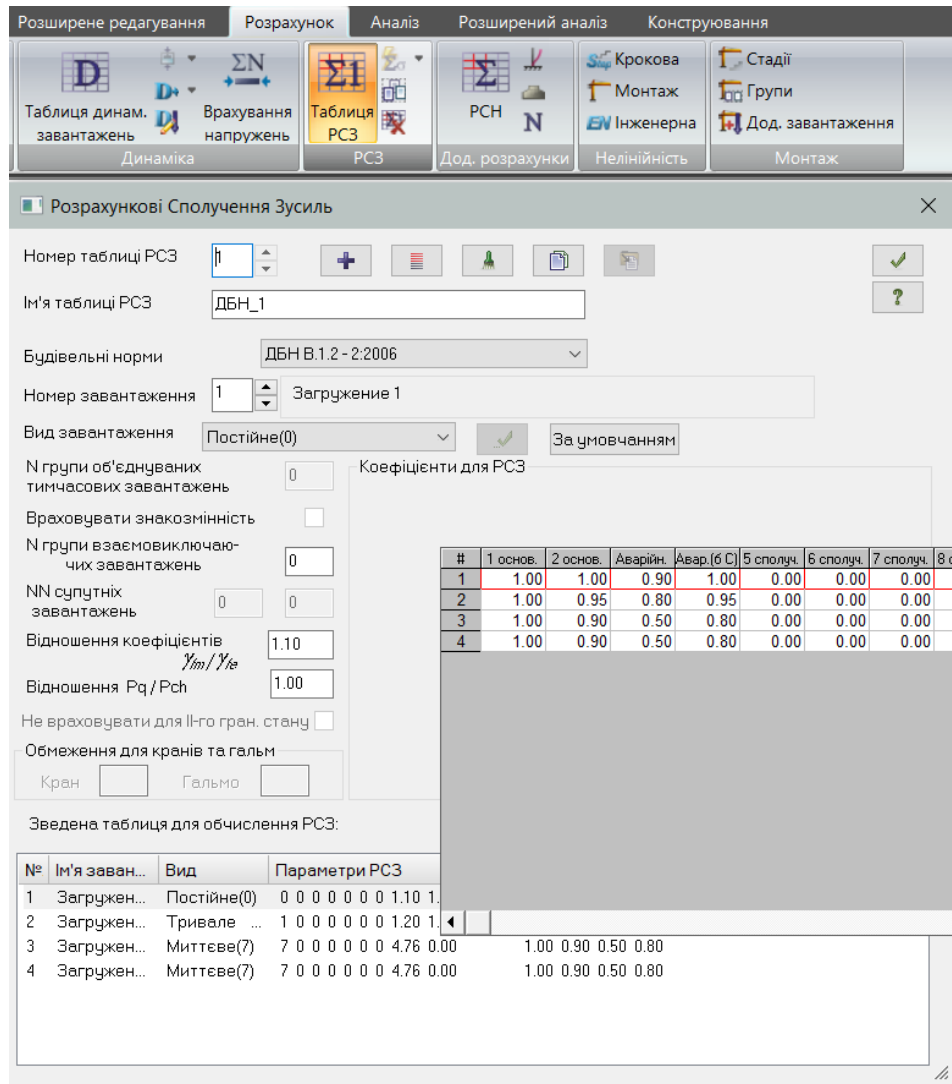 Розширене редагування Розрахунок Аналіз Розширений аналіз Конструювання
D ΣN Σ1 Σ Крокова Стадії
D+ Монтаж Групи
Таблиця динам. Врахування Таблиця РСН N EN Інженерна Дод. завантаження
завантажень напружень РСЗ
Динаміка РСЗ Дод. розрахунки Нелінійність Монтаж
Розрахункові Сполучення Зусиль
Номер таблиці РСЗ 1
Ім'я таблиці РСЗ ДБН_1 ?
Будівельні норми ДБН В.1.2 - 2:2006
Номер завантаження 1 Загружение 1
Вид завантаження Постійне(0) За умовчанням
N групи об'єднуваних 0 Коефіцієнти для РСЗ
тимчасових завантажень
Враховувати знакозмінність
N групи взаємовиключаю- 0
чих завантажень
# 1 основ. 2 основ. Аварійн. Авар.(б С) 5 сполуч. 6 сполуч. 7 сполуч. 8 с
1 1.00 1.00 0.90 1.00 0.00 0.00 0.00
2 1.00 0.95 0.80 0.95 0.00 0.00 0.00
3 1.00 0.90 0.50 0.80 0.00 0.00 0.00
4 1.00 0.90 0.50 0.80 0.00 0.00 0.00
NN супутніх 0 0
завантажень
Відношення коефіцієнтів 1.10
γfm / γfe
Відношення Pq / Pch 1.00
Не враховувати для II-го гран. стану
Обмеження для кранів та гальм
Кран Гальмо
Зведена таблиця для обчислення РСЗ:
№ Ім'я заван... Вид Параметри РСЗ
1 Загружен... Постійне(0) 0 0 0 0 0 0 0 1.10 1.
2 Загружен... Тривале ... 1 0 0 0 0 0 0 1.20 1.
3 Загружен... Миттєве(7) 7 0 0 0 0 0 0 4.76 0.00 1.00 0.90 0.50 0.80
4 Загружен... Миттєве(7) 7 0 0 0 0 0 0 4.76 0.00 1.00 0.90 0.50 0.80